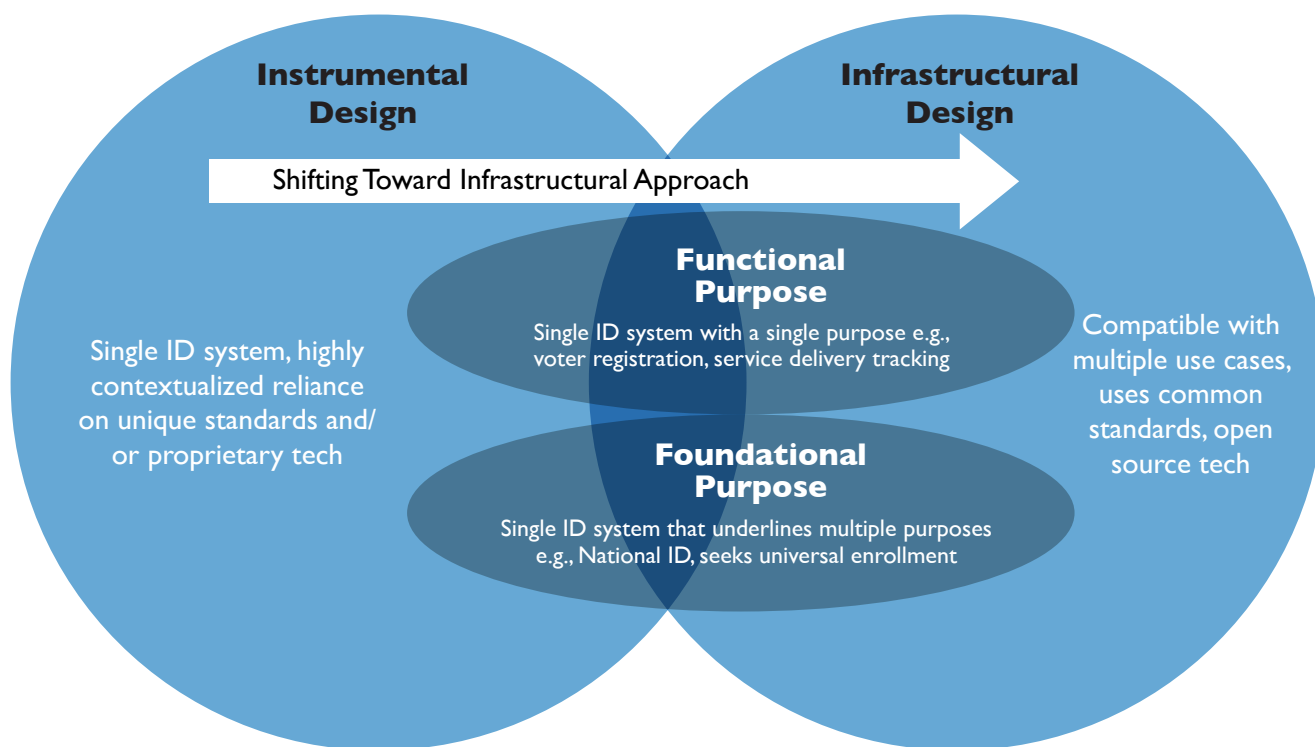 Instrumental
Design
Infrastructural
Design
Shifting Toward Infrastructural Approach
Functional
Purpose
Single ID system with a single purpose e.g.,
voter registration, service delivery tracking
Single ID system, highly
contextualized reliance
on unique standards and/
or proprietary tech
Compatible with
multiple use cases,
uses common
standards, open
source tech
Foundational
Purpose
Single ID system that underlines multiple purposes
e.g., National ID, seeks universal enrollment